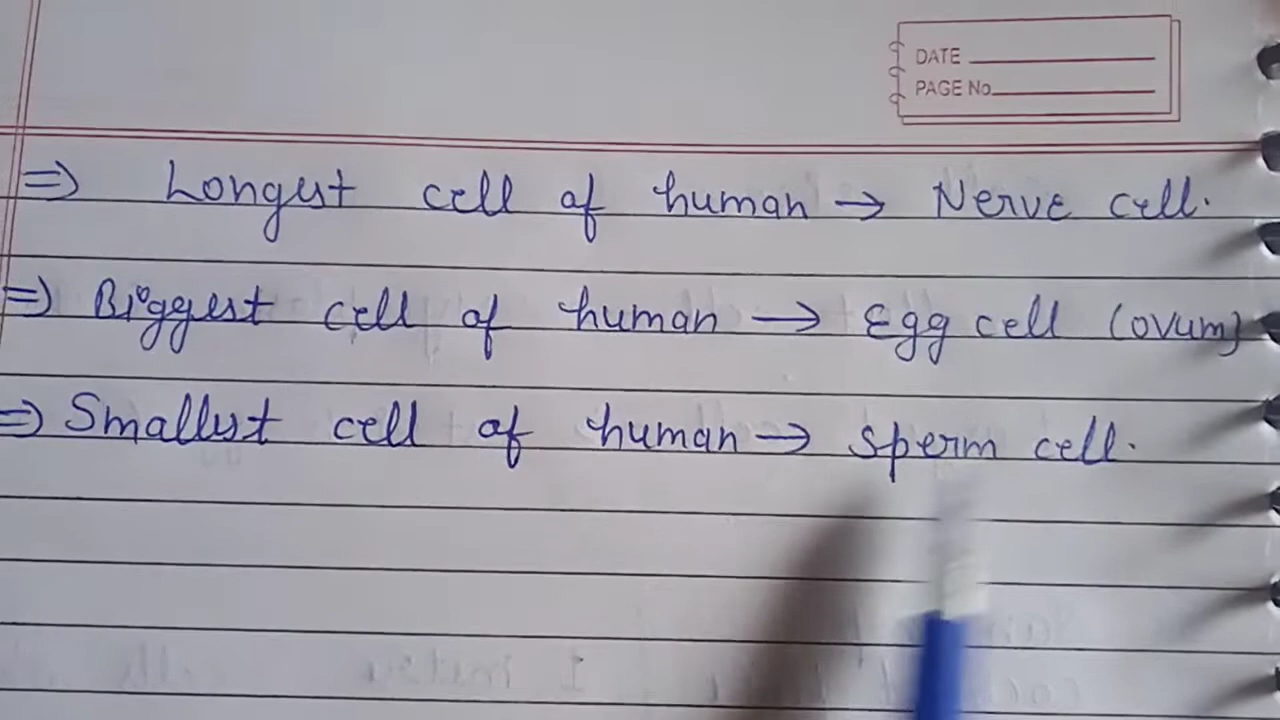 DATE
PAGE No.
⇒ Longest cell of human → Nerve cell.
⇒ Biggest cell of human → Egg cell (ovum)
⇒ Smallest cell of human → Sperm cell.